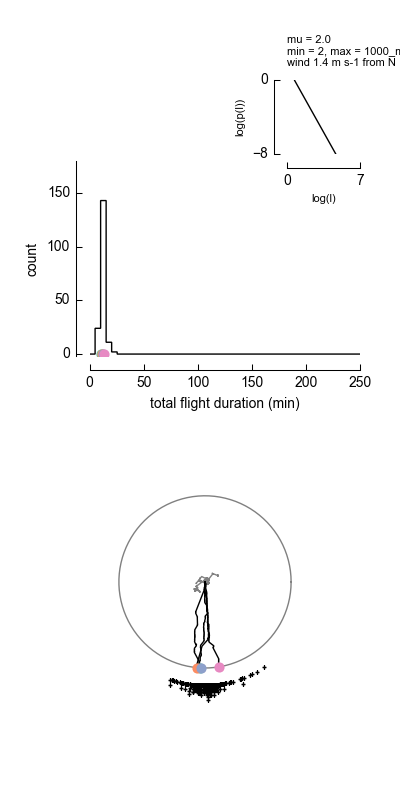 mu = 2.0
min = 2, max = 1000
wind 1.4 m s-1 from N
0
log(p(l))
−8
0
7
log(l)
150
100
50
0
count
0
50
100
150
200
250
total flight duration (min)